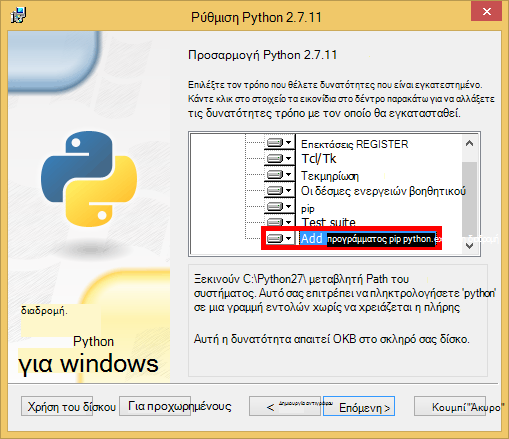 Ρύθμιση Python 2.7.11
Προσαρμογή Python 2.7.11
Επιλέξτε τον τρόπο που θέλετε δυνατότητες που είναι εγκατεστημένο.
Κάντε κλικ στο στοιχείο τα εικονίδια στο δέντρο παρακάτω για να αλλάξετε
τις δυνατότητες τρόπο με τον οποίο θα εγκατασταθεί.
Επεκτάσεις REGISTER
Tcl/Tk
Τεκμηρίωση
Οι δέσμες ενεργειών βοηθητικού
pip
Test suite
Add προγράμματος pip python.ex
Ξεκινούν C:\Python27\ μεταβλητή Path του
συστήματος. Αυτό σας επιτρέπει να πληκτρολογήσετε 'python'
σε μια γραμμή εντολών χωρίς να χρειάζεται η πλήρης
διαδρομή.
Αυτή η δυνατότητα απαιτεί OKB στο σκληρό σας δίσκο.
Python
για windows
Χρήση του δίσκου
Για προχωρημένους
< Δημιουργία αντιγράφου
Επόμενη >
Κουμπί "Άκυρο"